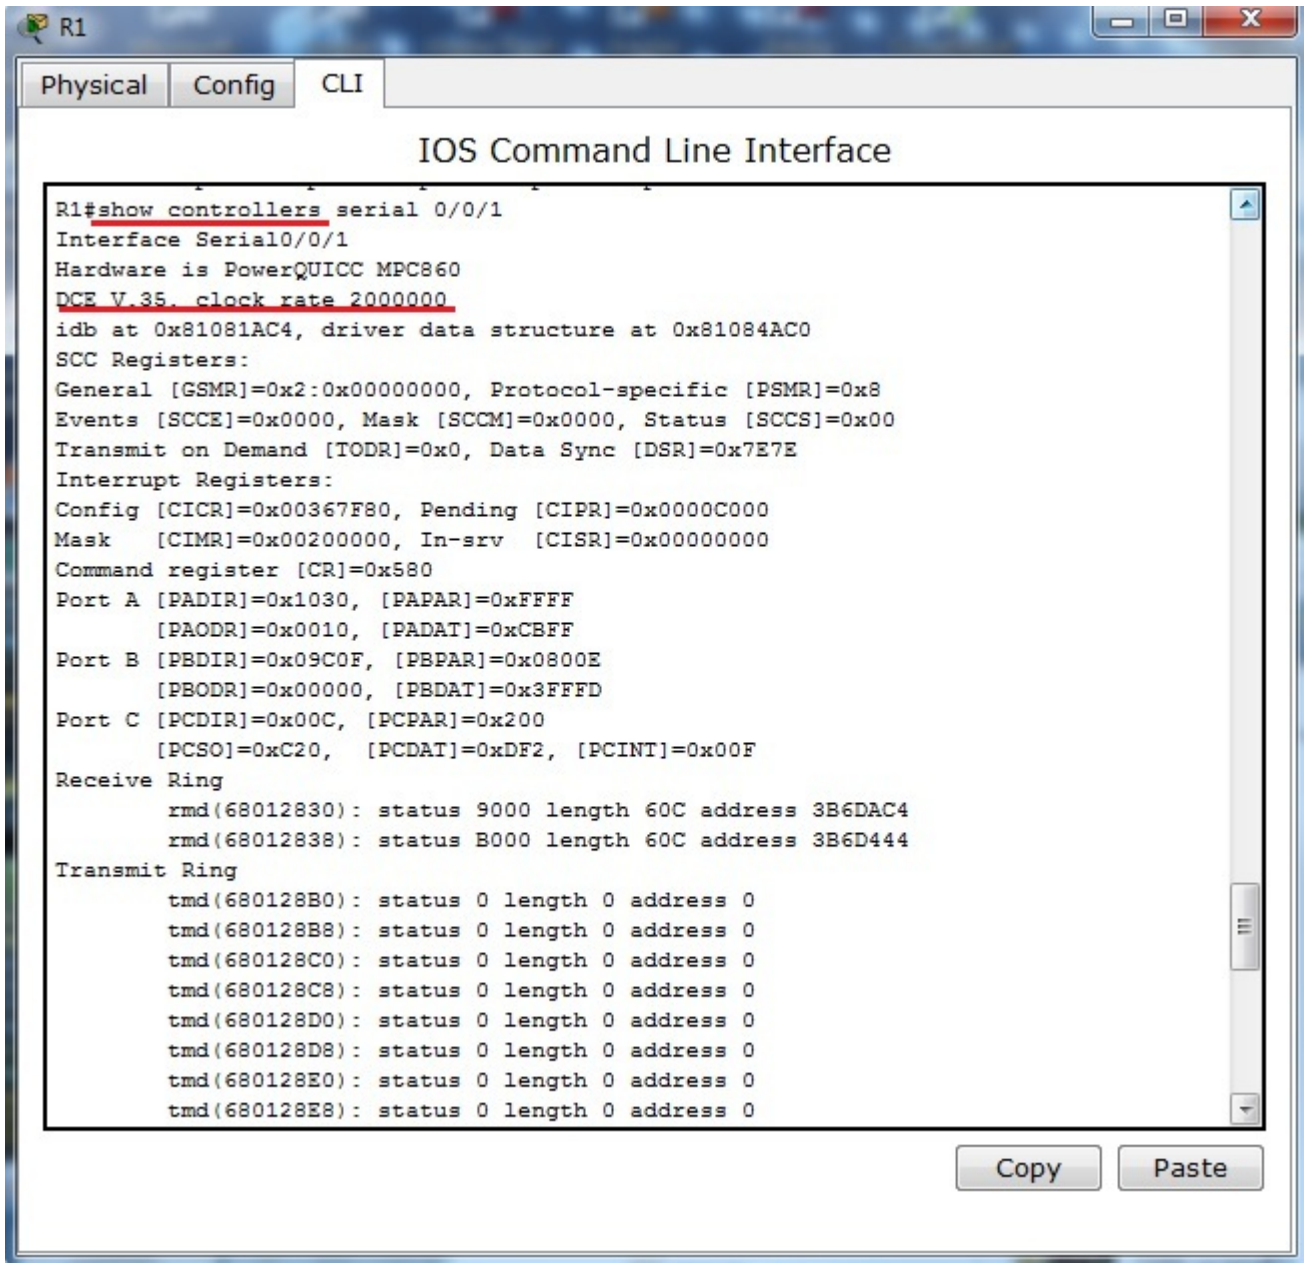 R1
Physical
Config
CLI
IOS Command Line Interface
R1#show controllers serial 0/0/1
Interface Serial0/0/1
Hardware is PowerQUICC MPC860
DCE V.35, clock rate 2000000
idb at 0x81081AC4, driver data structure at 0x81084AC0
SCC Registers:
General [GSMR]=0x2:0x00000000, Protocol-specific [PSMR]=0x8
Events [SCCE]=0x0000, Mask [SCCM]=0x0000, Status [SCCS]=0x00
Transmit on Demand [TODR]=0x0, Data Sync [DSR]=0x7E7E
Interrupt Registers:
Config [CICR]=0x00367F80, Pending [CIPR]=0x0000C000
Mask   [CIMR]=0x00200000, In-srv  [CISR]=0x00000000
Command register [CR]=0x580
Port A [PADIR]=0x1030, [PAPAR]=0xFFFF
       [PAODR]=0x0010, [PADAT]=0xCBFF
Port B [PBDIR]=0x09C0F, [PBPAR]=0x0800E
       [PBODR]=0x00000, [PBDAT]=0x3FFFD
Port C [PCDIR]=0x00C, [PCPAR]=0x200
       [PCSO]=0xC20,  [PCDAT]=0xDF2, [PCINT]=0x00F
Receive Ring
        rmd(68012830): status 9000 length 60C address 3B6DAC4
        rmd(68012838): status B000 length 60C address 3B6D444
Transmit Ring
        tmd(680128B0): status 0 length 0 address 0
        tmd(680128B8): status 0 length 0 address 0
        tmd(680128C0): status 0 length 0 address 0
        tmd(680128C8): status 0 length 0 address 0
        tmd(680128D0): status 0 length 0 address 0
        tmd(680128D8): status 0 length 0 address 0
        tmd(680128E0): status 0 length 0 address 0
        tmd(680128E8): status 0 length 0 address 0
Copy
Paste